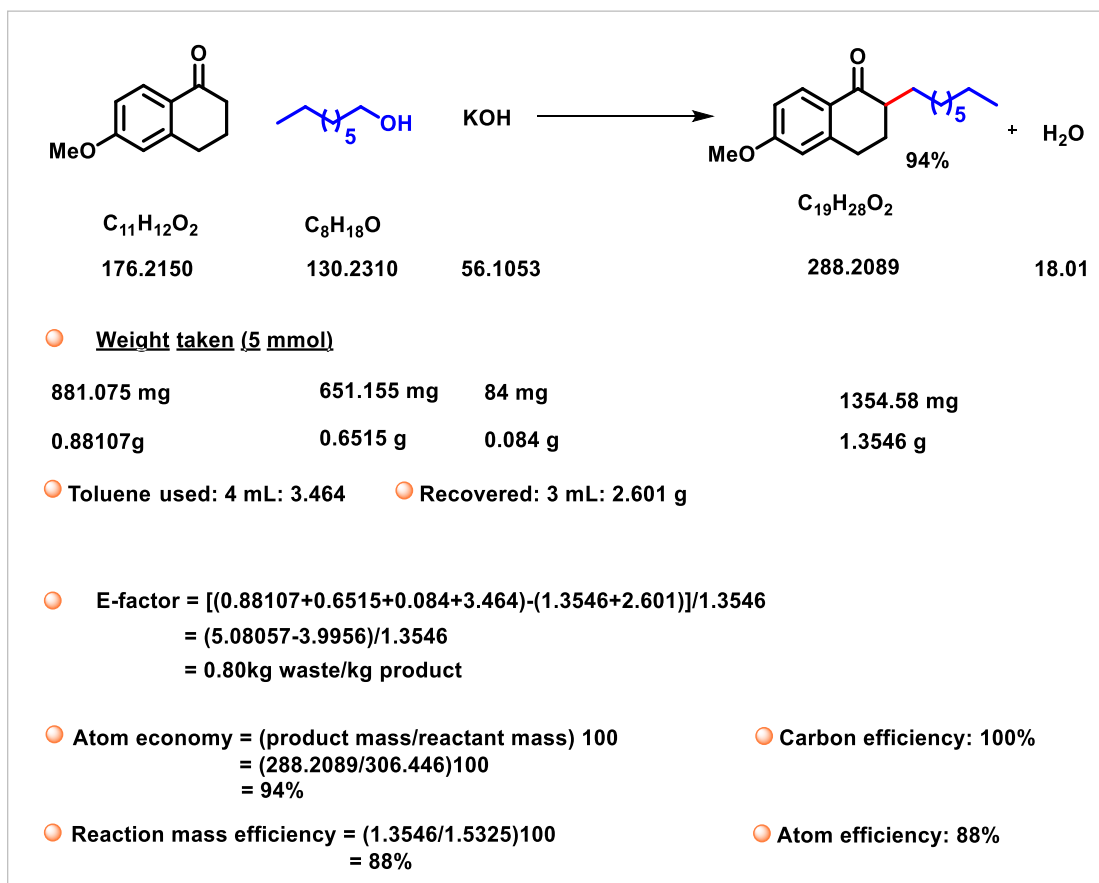 O
O
MeO
5
OH
KOH
MeO
5
94%
+
H₂O
C₁₁H₁₂O₂
C₈H₁₈O
C₁₉H₂₈O₂
176.2150 130.2310 56.1053 288.2089 18.01
Weight taken (5 mmol)
881.075 mg 651.155 mg 84 mg 1354.58 mg
0.88107g 0.6515 g 0.084 g 1.3546 g
Toluene used: 4 mL: 3.464 Recovered: 3 mL: 2.601 g
E-factor = [(0.88107+0.6515+0.084+3.464)-(1.3546+2.601)]/1.3546
= (5.08057-3.9956)/1.3546
= 0.80kg waste/kg product
Atom economy = (product mass/reactant mass) 100 Carbon efficiency: 100%
= (288.2089/306.446)100
= 94%
Reaction mass efficiency = (1.3546/1.5325)100 Atom efficiency: 88%
= 88%